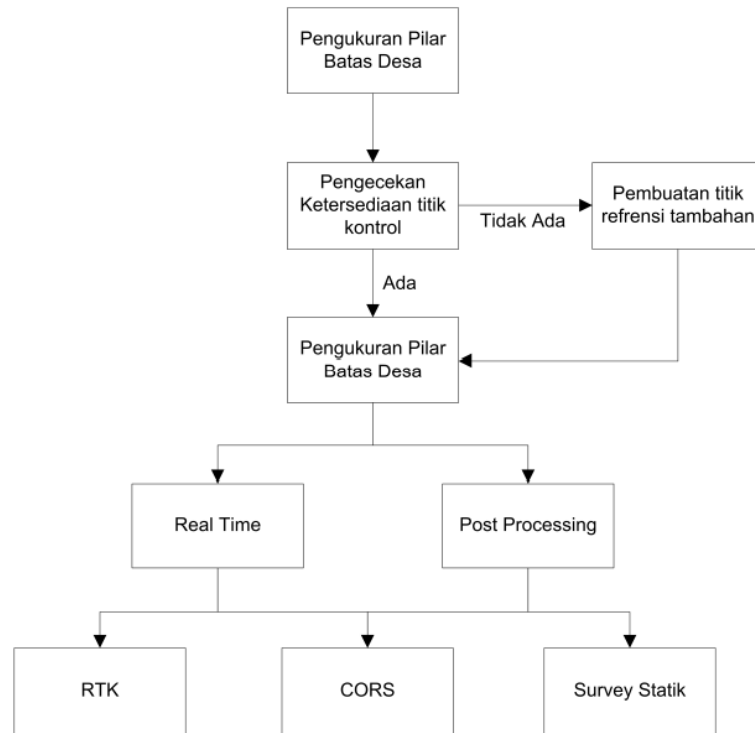 Pengukuran Pilar
Batas Desa
Pengecekan
Ketersediaan titik
kontrol
Tidak Ada
Pembuatan titik
refrensi tambahan
Ada
Pengukuran Pilar
Batas Desa
Real Time
Post Processing
RTK
CORS
Survey Statik